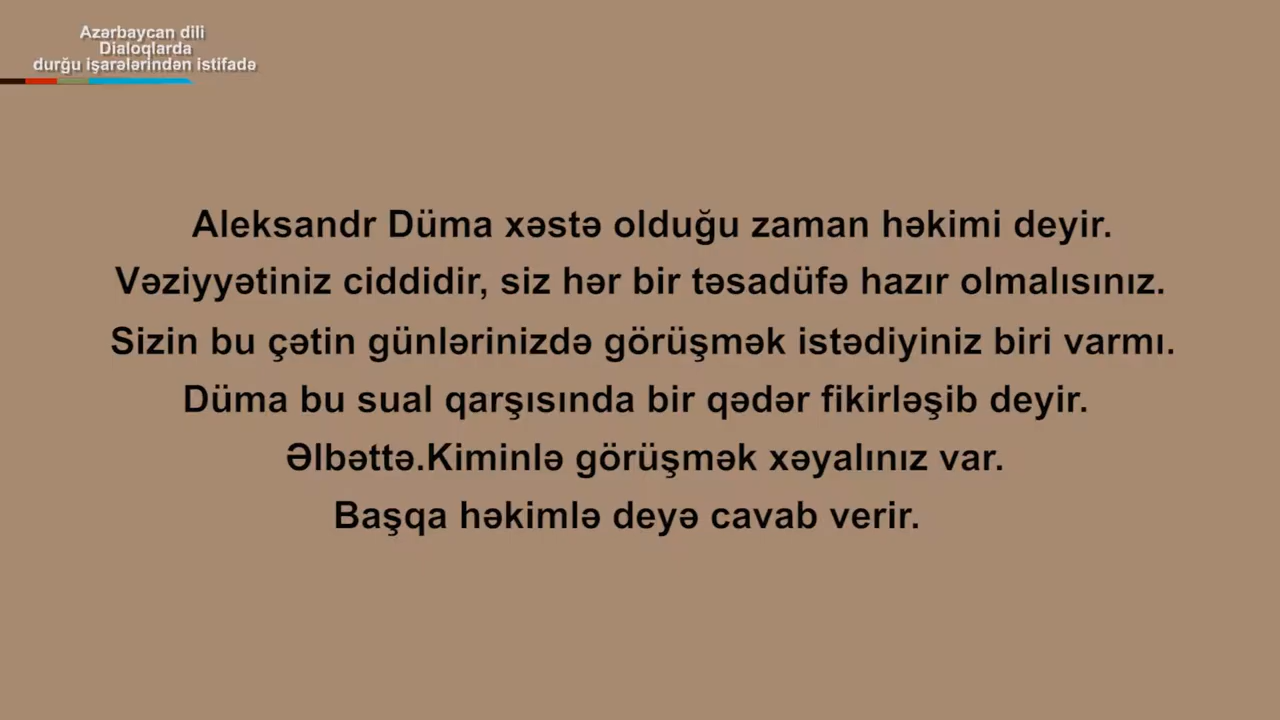 Azərbaycan dili
Dialoqlarda
durğu işarələrindən istifadə
Aleksandr Düma xəstə olduğu zaman həkimi deyir.
Vəziyyətiniz ciddidir, siz hər bir təsadüfə hazır olmalısınız.
Sizin bu çətin günlərinizdə görüşmək istədiyiniz biri varmı.
Düma bu sual qarşısında bir qədər fikirləşib deyir.
Əlbəttə.Kiminlə görüşmək xəyalınız var.
Başqa həkimlə deyə cavab verir.